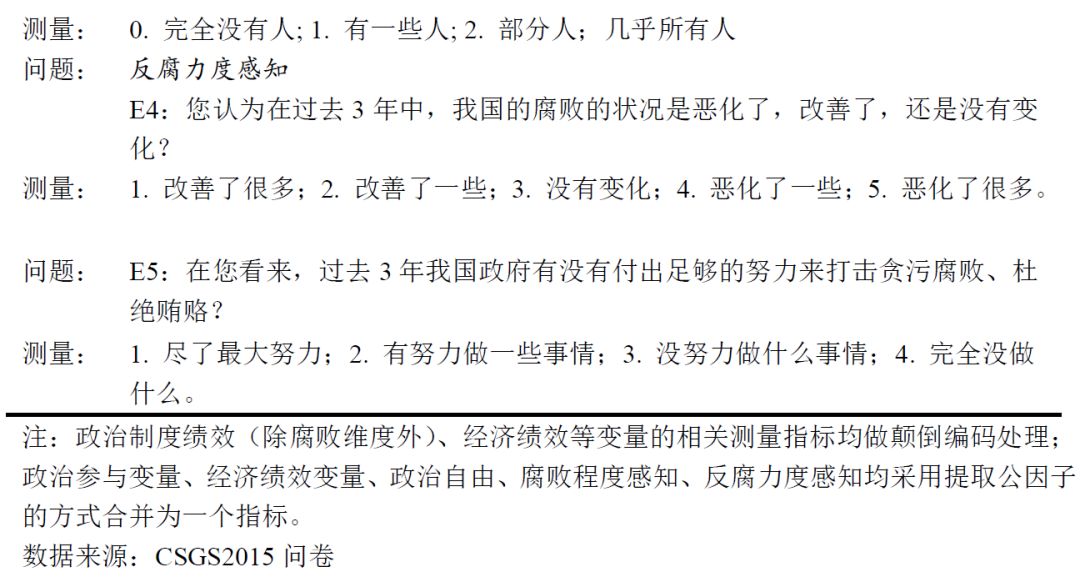 测量： 0. 完全没有人; 1. 有一些人; 2. 部分人；几乎所有人
问题： 反腐力度感知
E4：您认为在过去 3 年中，我国的腐败的状况是恶化了，改善了，还是没有变
化？
测量： 1. 改善了很多；2. 改善了一些；3. 没有变化；4. 恶化了一些；5. 恶化了很多。
问题： E5：在您看来，过去 3 年我国政府有没有付出足够的努力来打击贪污腐败、杜
绝贿赂？
测量： 1. 尽了最大努力；2. 有努力做一些事情；3. 没努力做什么事情；4. 完全没做
什么。
注：政治制度绩效（除腐败维度外）、经济绩效等变量的相关测量指标均做颠倒编码处理；
政治参与变量、经济绩效变量、政治自由、腐败程度感知、反腐力度感知均采用提取公因子
的方式合并为一个指标。
数据来源：CSGS2015 问卷